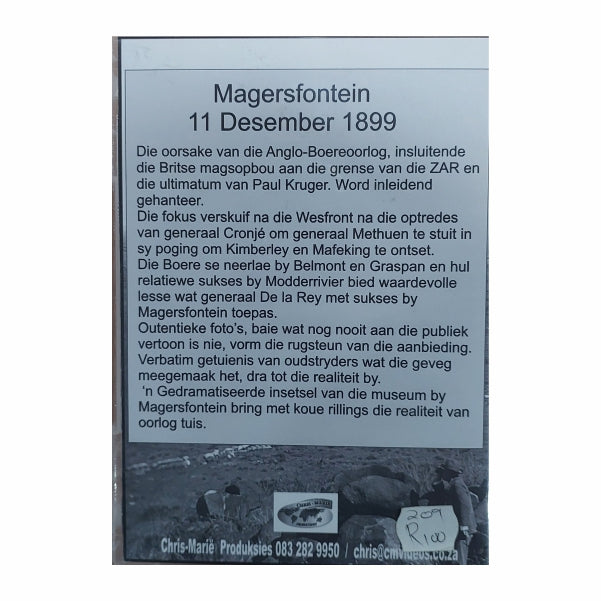 Magersfontein
11 Desember 1899
Die oorsake van die Anglo-Boereoorlog, insluitende
die Britse magsopbou aan die grense van die ZAR en
die ultimatum van Paul Kruger. Word inleidend
gehanteer.
Die fokus verskuif na die Wesfront na die optredes
van generaal Cronjé om generaal Methuen te stuit in
sy poging om Kimberley en Mafeking te ontset.
Die Boere se neerlae by Belmont en Graspan en hul
relatiewe sukses by Modderrivier bied waardevolle
lesse wat generaal De la Rey met sukses by
Magersfontein toepas.
Outentieke foto's, baie wat nog nooit aan die publiek
vertoon is nie, vorm die rugsteun van die aanbieding.
Verbatim getuienis van oudstryders wat die geveg
meegemaak het, dra tot die realiteit by.
'n Gedramatiseerde insetsel van die museum by
Magersfontein bring met koue rillings die realiteit van
oorlog tuis.
Chris-Marië
209
R100
Chris-Marië Produksies 083 282 9950 / chris@cmvideos.co.za